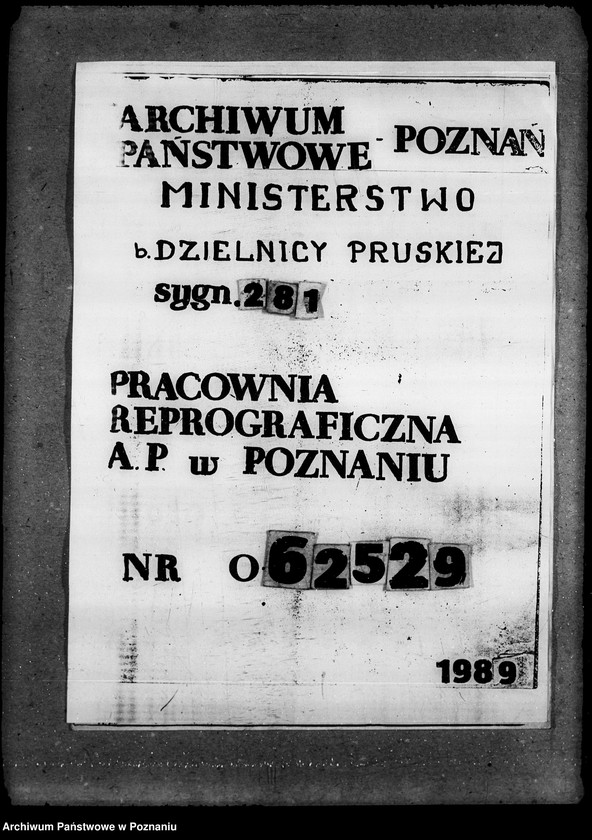 ARCHIWUM
PAŃSTWOWE - POZNAŃ
MINISTERSTWO
b. DZIELNICY PRUSKIEJ
sygn. 281
PRACOWNIA
REPROGRAFICZNA
A. P. w POZNANIU
NR O 62529
1989
Archiwum Państwowe w Poznaniu